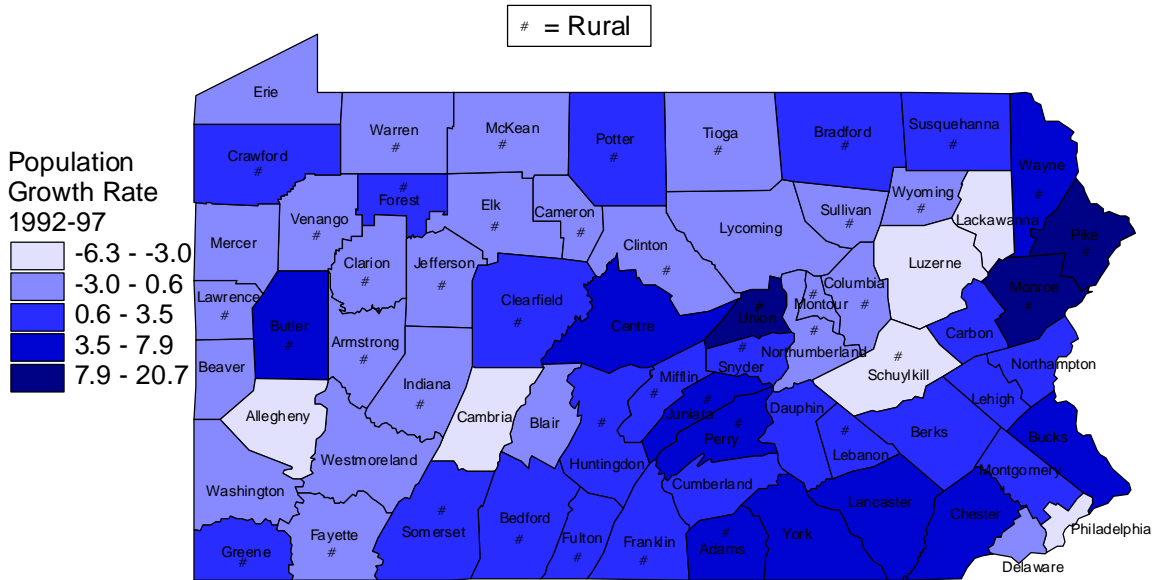 # = Rural
Population
Growth Rate
1992-97
-6.3 - -3.0
-3.0 - 0.6
0.6 - 3.5
3.5 - 7.9
7.9 - 20.7
Erie
Crawford
#
Warren
#
McKean
#
Potter
#
Tioga
#
Bradford
#
Susquehanna
#
Wayne
#
Mercer
Venango
#
#
Forest
Elk
#
Cameron
#
Clinton
#
Lycoming
Sullivan
#
Wyoming
#
Lackawanna
Pike
#
Lawrence
#
Butler
#
Clarion
#
Jefferson
#
Clearfield
#
Centre
#
Union
#
Montour
Columbia
#
Luzerne
Monroe
#
Beaver
Armstrong
#
Indiana
#
Cambria
Blair
Mifflin
#
#
Snyder
Northumberland
#
#
Schuylkill
Carbon
Northampton
Allegheny
Westmoreland
#
Huntingdon
#
Juniata
#
Perry
Dauphin
#
Lebanon
Berks
Lehigh
Bucks
Washington
Fayette
#
#
Somerset
Bedford
#
Fulton
#
Franklin
#
Cumberland
#
Adams
York
Lancaster
Chester
Montgomery
Philadelphia
Delaware
Greene
#